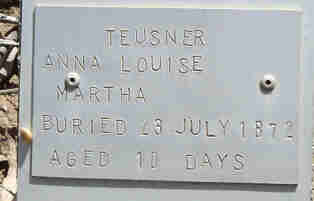 TEUSNER
ANNA LOUISE
MARTHA
BURIED 23 JULY 1872
AGED 10 DAYS